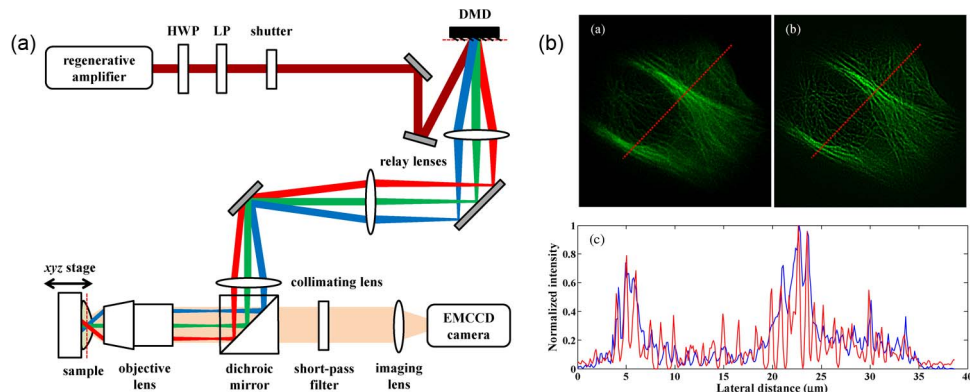 (a)
regenerative
amplifier
HWP LP shutter
DMD
relay lenses
xyz stage
collimating lens
EMCCD
camera
sample
objective
lens
dichroic
mirror
short-pass
filter
imaging
lens
(b)
(a)
(b)
(c)
Normalized intensity
1
0.8
0.6
0.4
0.2
0
0 5 10 15 20 25 30 35 40
Lateral distance (μm)